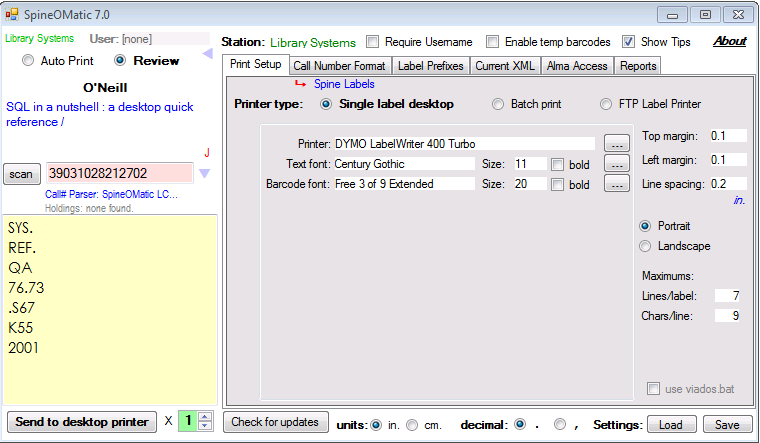 SpineOMatic 7.0
Library Systems User: [none]
Auto Print Review
O'Neill
SQL in a nutshell : a desktop quick
reference /
J
scan 39031028212702
Call# Parser: SpineOMatic LC...
Holdings: none found.
SYS.
REF.
QA
76.73
.S67
K55
2001
Send to desktop printer X 1
Station: Library Systems Require Username Enable temp barcodes Show Tips About
Print Setup Call Number Format Label Prefixes Current XML Alma Access Reports
Spine Labels
Printer type: Single label desktop Batch print FTP Label Printer
Printer: DYMO LabelWriter 400 Turbo ...
Text font: Century Gothic Size: 11 bold ...
Barcode font: Free 3 of 9 Extended Size: 20 bold ...
Top margin: 0.1
Left margin: 0.1
Line spacing: 0.2
in.
Portrait
Landscape
Maximums:
Lines/label: 7
Chars/line: 9
use viados.bat
Check for updates units: in. cm. decimal: . , Settings: Load Save